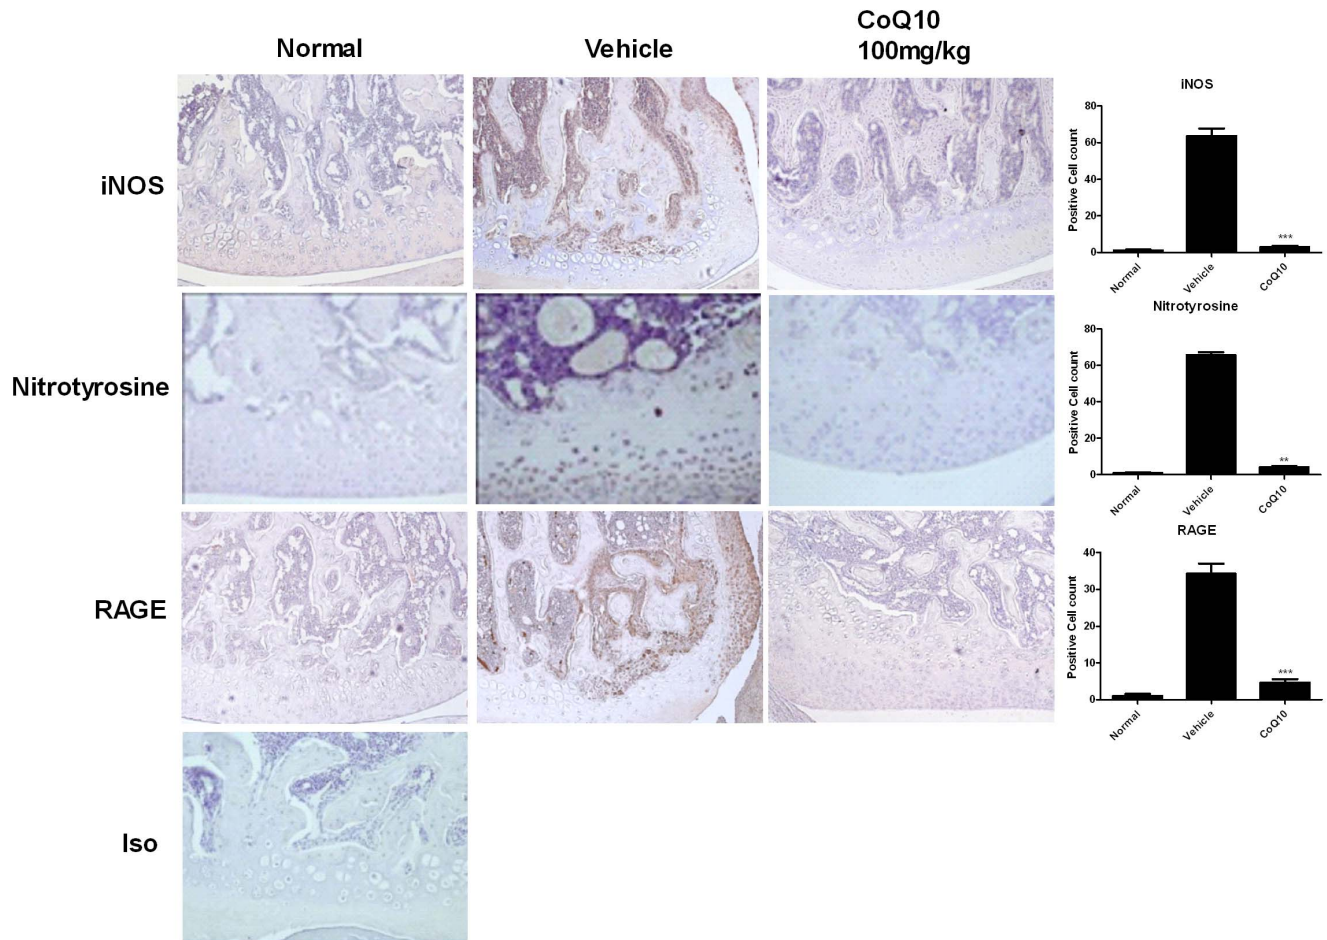 Normal
Vehicle
CoQ10
100mg/kg
iNOS
iNOS
Positive Cell count
80
60
40
20
0
***
Normal
Vehicle
CoQ10
Nitrotyrosine
Nitrotyrosine
Positive Cell count
80
60
40
20
0
**
Normal
Vehicle
CoQ10
RAGE
RAGE
Positive Cell count
40
30
20
10
0
***
Normal
Vehicle
CoQ10
Iso